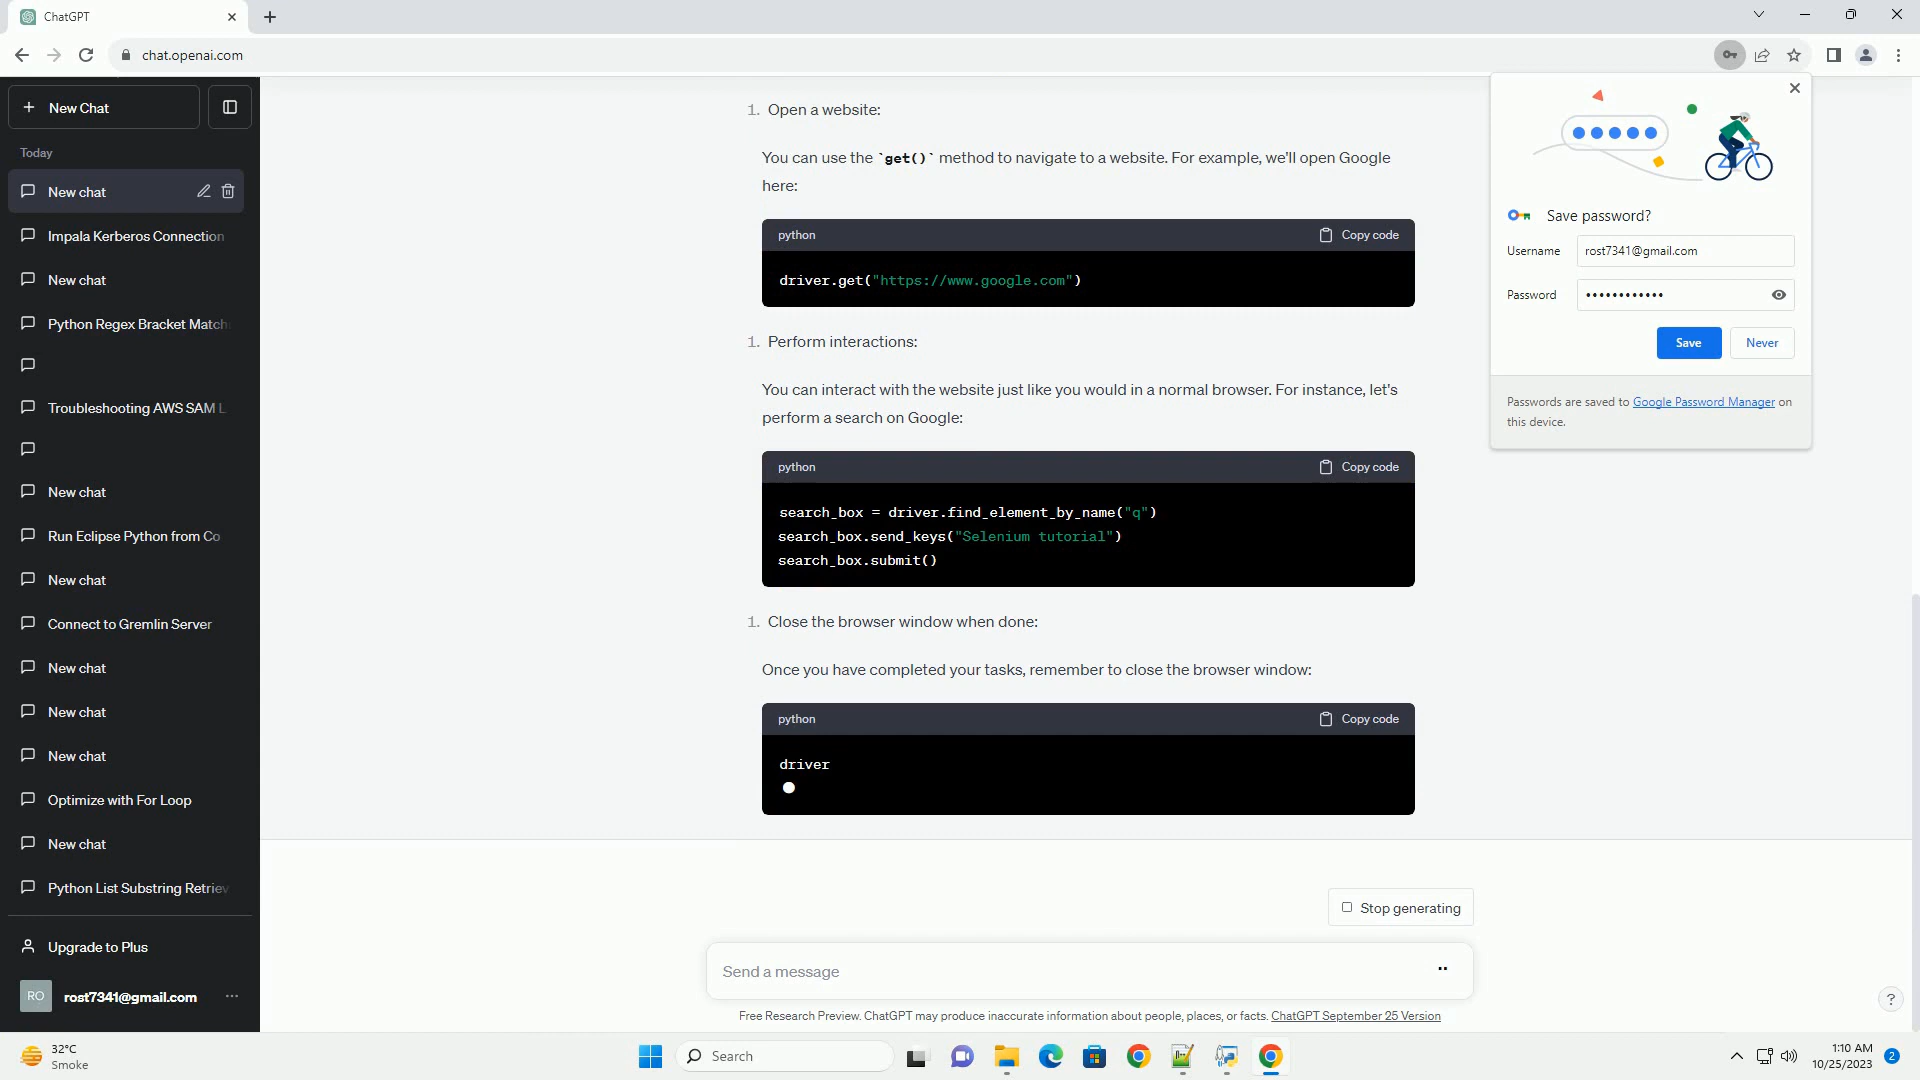 ChatGPT
chat.openai.com
New Chat
Today
New chat
Impala Kerberos Connection
New chat
Python Regex Bracket Match
Troubleshooting AWS SAM L
New chat
Run Eclipse Python from Co
New chat
Connect to Gremlin Server
New chat
New chat
New chat
Optimize with For Loop
New chat
Python List Substring Retriev
Upgrade to Plus
RO
rost7341@gmail.com
1. Open a website:
You can use the `get()` method to navigate to a website. For example, we'll open Google
here:
python
Copy code
driver.get("https://www.google.com")
1. Perform interactions:
You can interact with the website just like you would in a normal browser. For instance, let's
perform a search on Google:
python
Copy code
search_box = driver.find_element_by_name("q")
search_box.send_keys("Selenium tutorial")
search_box.submit()
1. Close the browser window when done:
Once you have completed your tasks, remember to close the browser window:
python
Copy code
driver
Stop generating
Send a message
Free Research Preview. ChatGPT may produce inaccurate information about people, places, or facts. ChatGPT September 25 Version
?
Save password?
Username
rost7341@gmail.com
Password
••••••••••••
Save
Never
Passwords are saved to Google Password Manager on
this device.
32°C
Smoke
Search
1:10 AM
10/25/2023
2